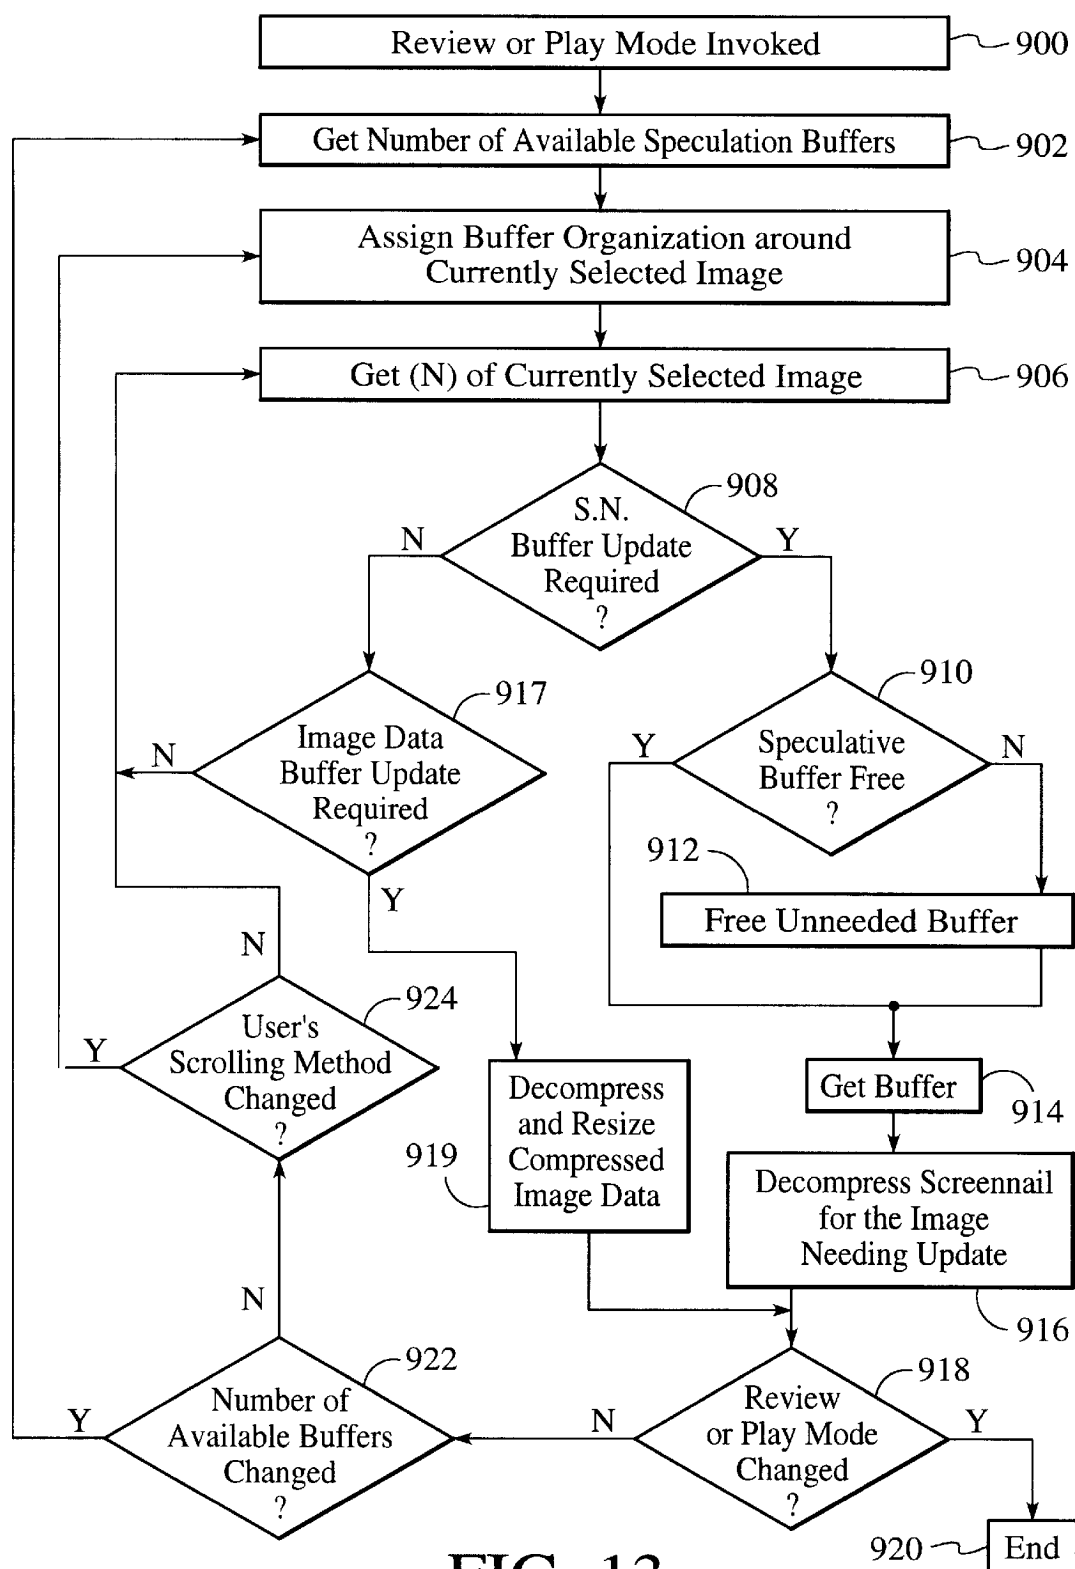 Review or Play Mode Invoked
900
Get Number of Available Speculation Buffers
902
Assign Buffer Organization around
Currently Selected Image
904
Get (N) of Currently Selected Image
906
908
S.N.
Buffer Update
Required
?
N
Y
917
Image Data
Buffer Update
Required
?
N
Y
910
Speculative
Buffer Free
?
Y
N
912
Free Unneeded Buffer
N
924
User's
Scrolling Method
Changed
?
Y
Get Buffer
914
919
Decompress
and Resize
Compressed
Image Data
Decompress Screennail
for the Image
Needing Update
916
N
922
Number of
Available Buffers
Changed
?
Y
918
Review
or Play Mode
Changed
?
N
Y
920
End
FIG. 13